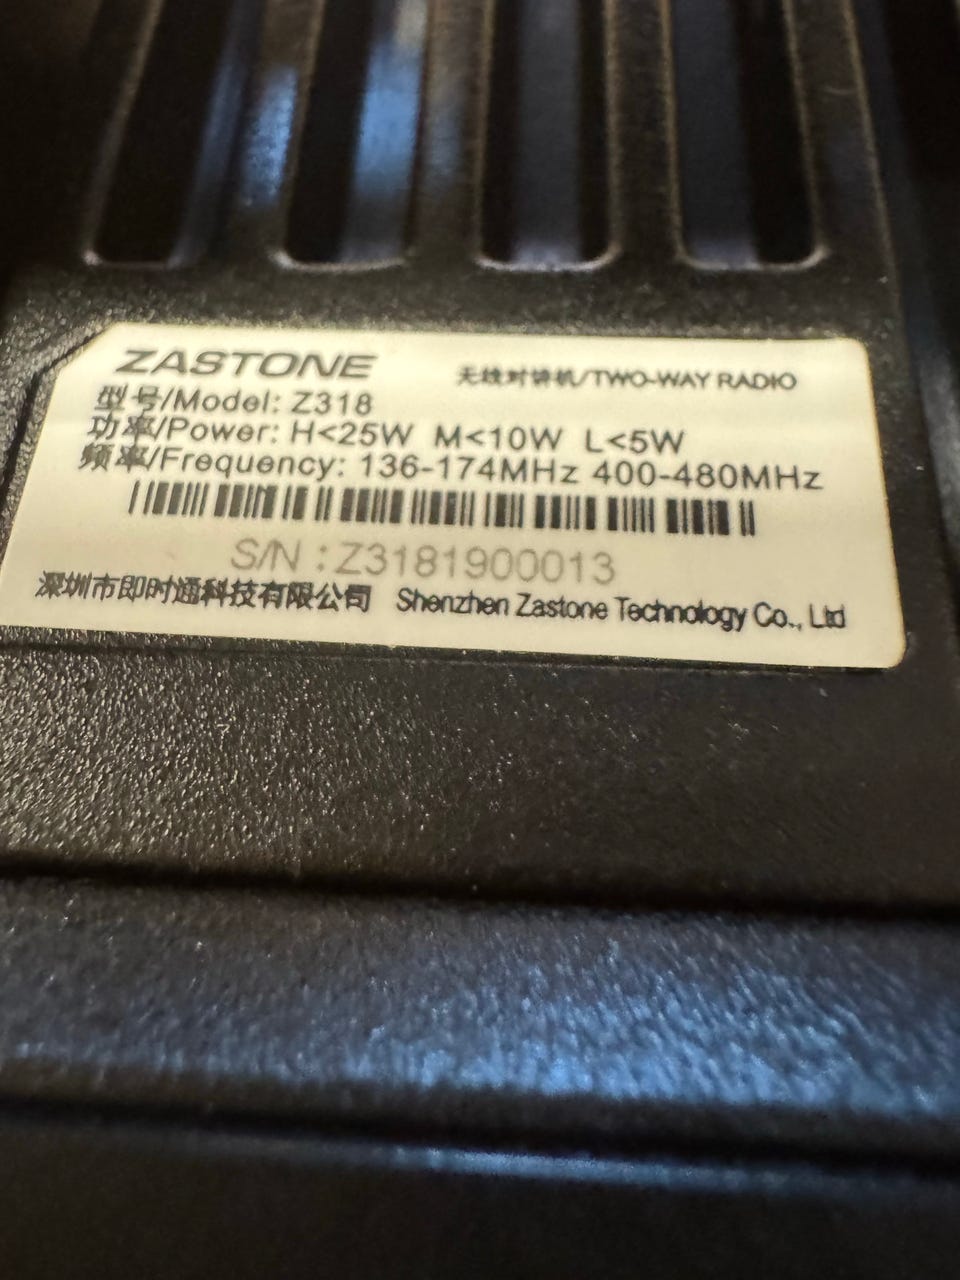 ZASTONE
无线对讲机/TWO-WAY RADIO
型号/Model: Z318
功率/Power: H<25W M<10W L<5W
频率/Frequency: 136-174MHz 400-480MHz
S/N : Z3181900013
深圳市即时通科技有限公司 Shenzhen Zastone Technology Co., Ltd